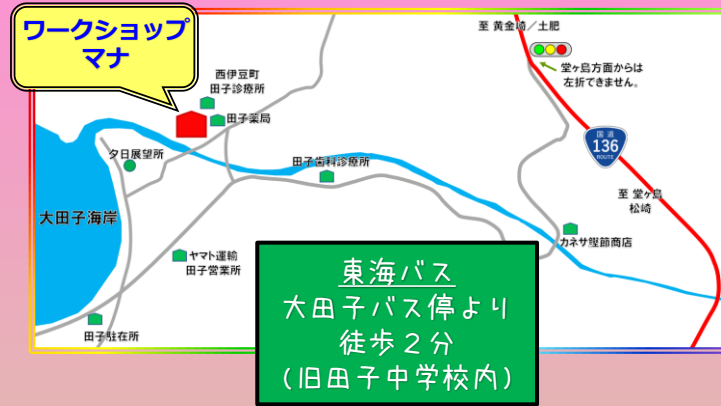 ワークショップ
マナ
至 黄金崎／土肥
堂ヶ島方面からは
左折できません。
西伊豆町
田子診療所
田子薬局
国道
136
ROUTE
夕日展望所
田子歯科診療所
至 堂ヶ島
松崎
大田子海岸
カネサ鰹節商店
ヤマト運輸
田子営業所
田子駐在所
東海バス
大田子バス停より
徒歩２分
(旧田子中学校内)